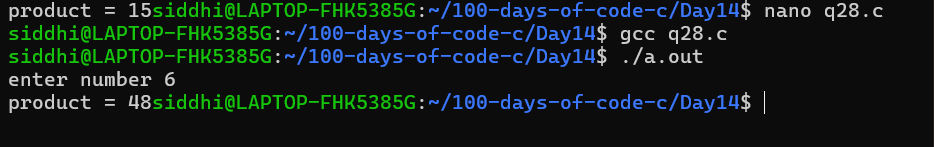 product = 15siddhi@LAPTOP-FHK5385G:~/100-days-of-code-c/Day14$ nano q28.c
siddhi@LAPTOP-FHK5385G:~/100-days-of-code-c/Day14$ gcc q28.c
siddhi@LAPTOP-FHK5385G:~/100-days-of-code-c/Day14$ ./a.out
enter number 6
product = 48siddhi@LAPTOP-FHK5385G:~/100-days-of-code-c/Day14$